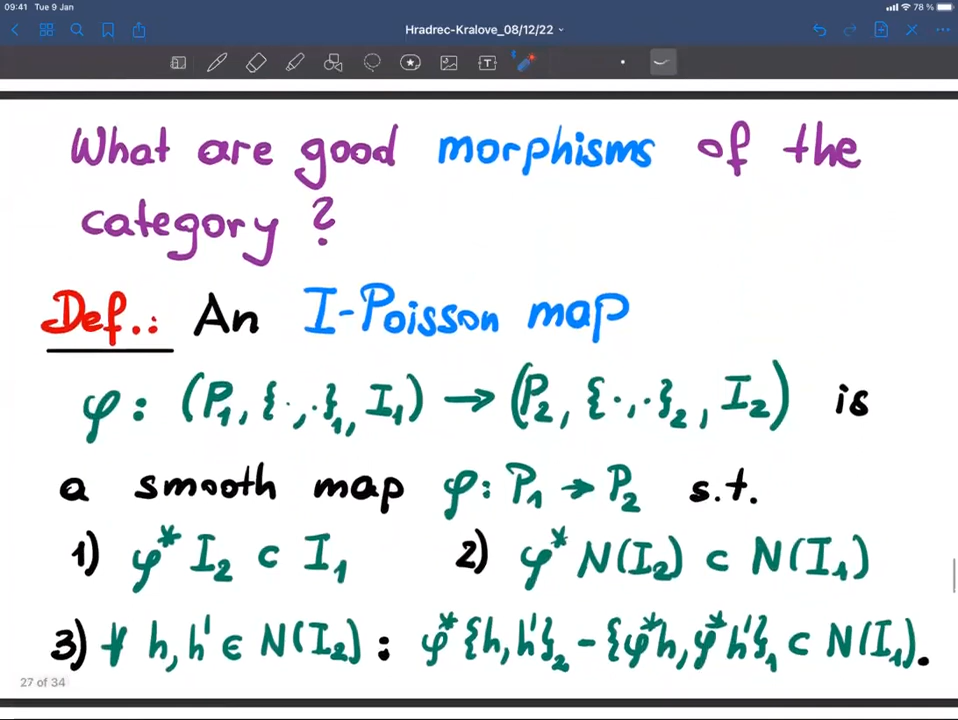 09:41 Tue 9 Jan 78 %
Hradrec-Kralove_08/12/22
What are good morphisms of the
category ?
Def.: An I-Poisson map
φ: (P₁, {·,·}₁, I₁) → (P₂, {·,·}₂, I₂) is
a smooth map φ: P₁ → P₂ s.t.
1) φ* I₂ ⊂ I₁ 2) φ* N(I₂) ⊂ N(I₁)
3) ∀ h, h' ∈ N(I₂) : φ*{h,h'}₂ - {φ*h, φ*h'}₁ ⊂ N(I₁).
27 of 34